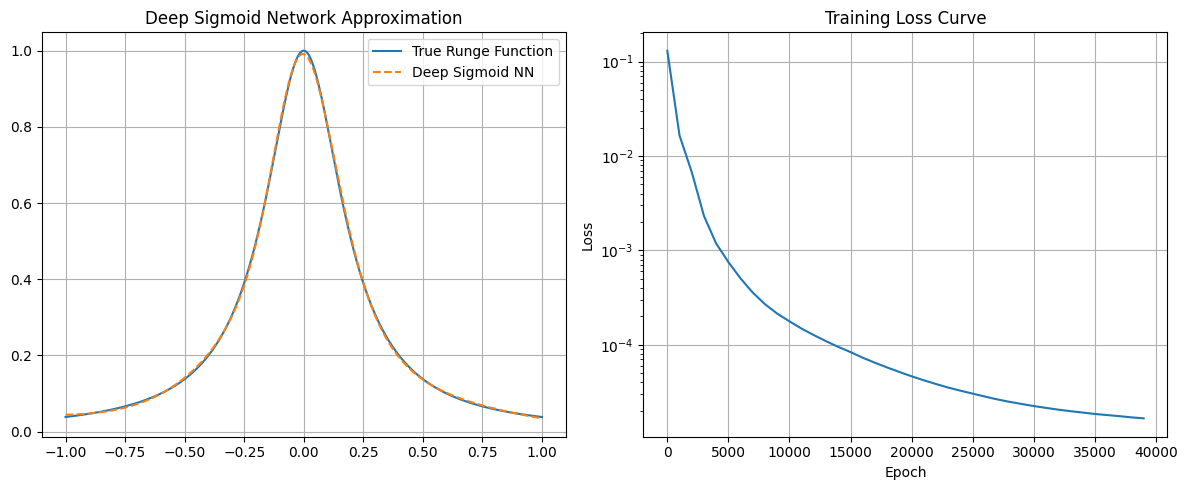 Deep Sigmoid Network Approximation
True Runge Function
Deep Sigmoid NN
1.0
0.8
0.6
0.4
0.2
0.0
−1.00 −0.75 −0.50 −0.25 0.00 0.25 0.50 0.75 1.00
Training Loss Curve
Loss
10⁻¹
10⁻²
10⁻³
10⁻⁴
0 5000 10000 15000 20000 25000 30000 35000 40000
Epoch